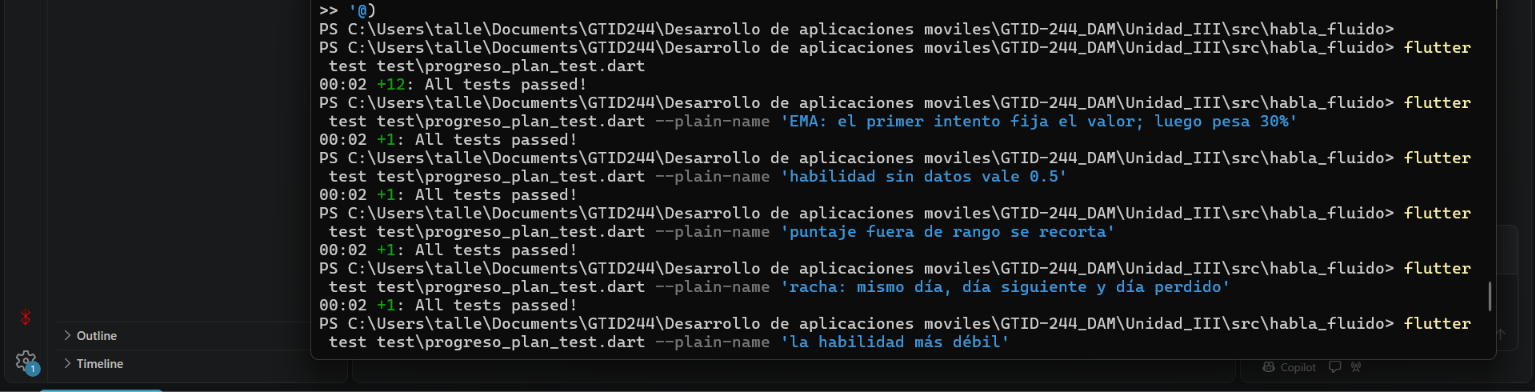 >> '@)
PS C:\Users\talle\Documents\GTID244\Desarrollo de aplicaciones moviles\GTID-244_DAM\Unidad_III\src\habla_fluido>
PS C:\Users\talle\Documents\GTID244\Desarrollo de aplicaciones moviles\GTID-244_DAM\Unidad_III\src\habla_fluido> flutter
test test\progreso_plan_test.dart
00:02 +12: All tests passed!
PS C:\Users\talle\Documents\GTID244\Desarrollo de aplicaciones moviles\GTID-244_DAM\Unidad_III\src\habla_fluido> flutter
test test\progreso_plan_test.dart --plain-name 'EMA: el primer intento fija el valor; luego pesa 30%'
00:02 +1: All tests passed!
PS C:\Users\talle\Documents\GTID244\Desarrollo de aplicaciones moviles\GTID-244_DAM\Unidad_III\src\habla_fluido> flutter
test test\progreso_plan_test.dart --plain-name 'habilidad sin datos vale 0.5'
00:02 +1: All tests passed!
PS C:\Users\talle\Documents\GTID244\Desarrollo de aplicaciones moviles\GTID-244_DAM\Unidad_III\src\habla_fluido> flutter
test test\progreso_plan_test.dart --plain-name 'puntaje fuera de rango se recorta'
00:02 +1: All tests passed!
PS C:\Users\talle\Documents\GTID244\Desarrollo de aplicaciones moviles\GTID-244_DAM\Unidad_III\src\habla_fluido> flutter
test test\progreso_plan_test.dart --plain-name 'racha: mismo día, día siguiente y día perdido'
00:02 +1: All tests passed!
PS C:\Users\talle\Documents\GTID244\Desarrollo de aplicaciones moviles\GTID-244_DAM\Unidad_III\src\habla_fluido> flutter
test test\progreso_plan_test.dart --plain-name 'la habilidad más débil'
Outline
Timeline
1
Copilot